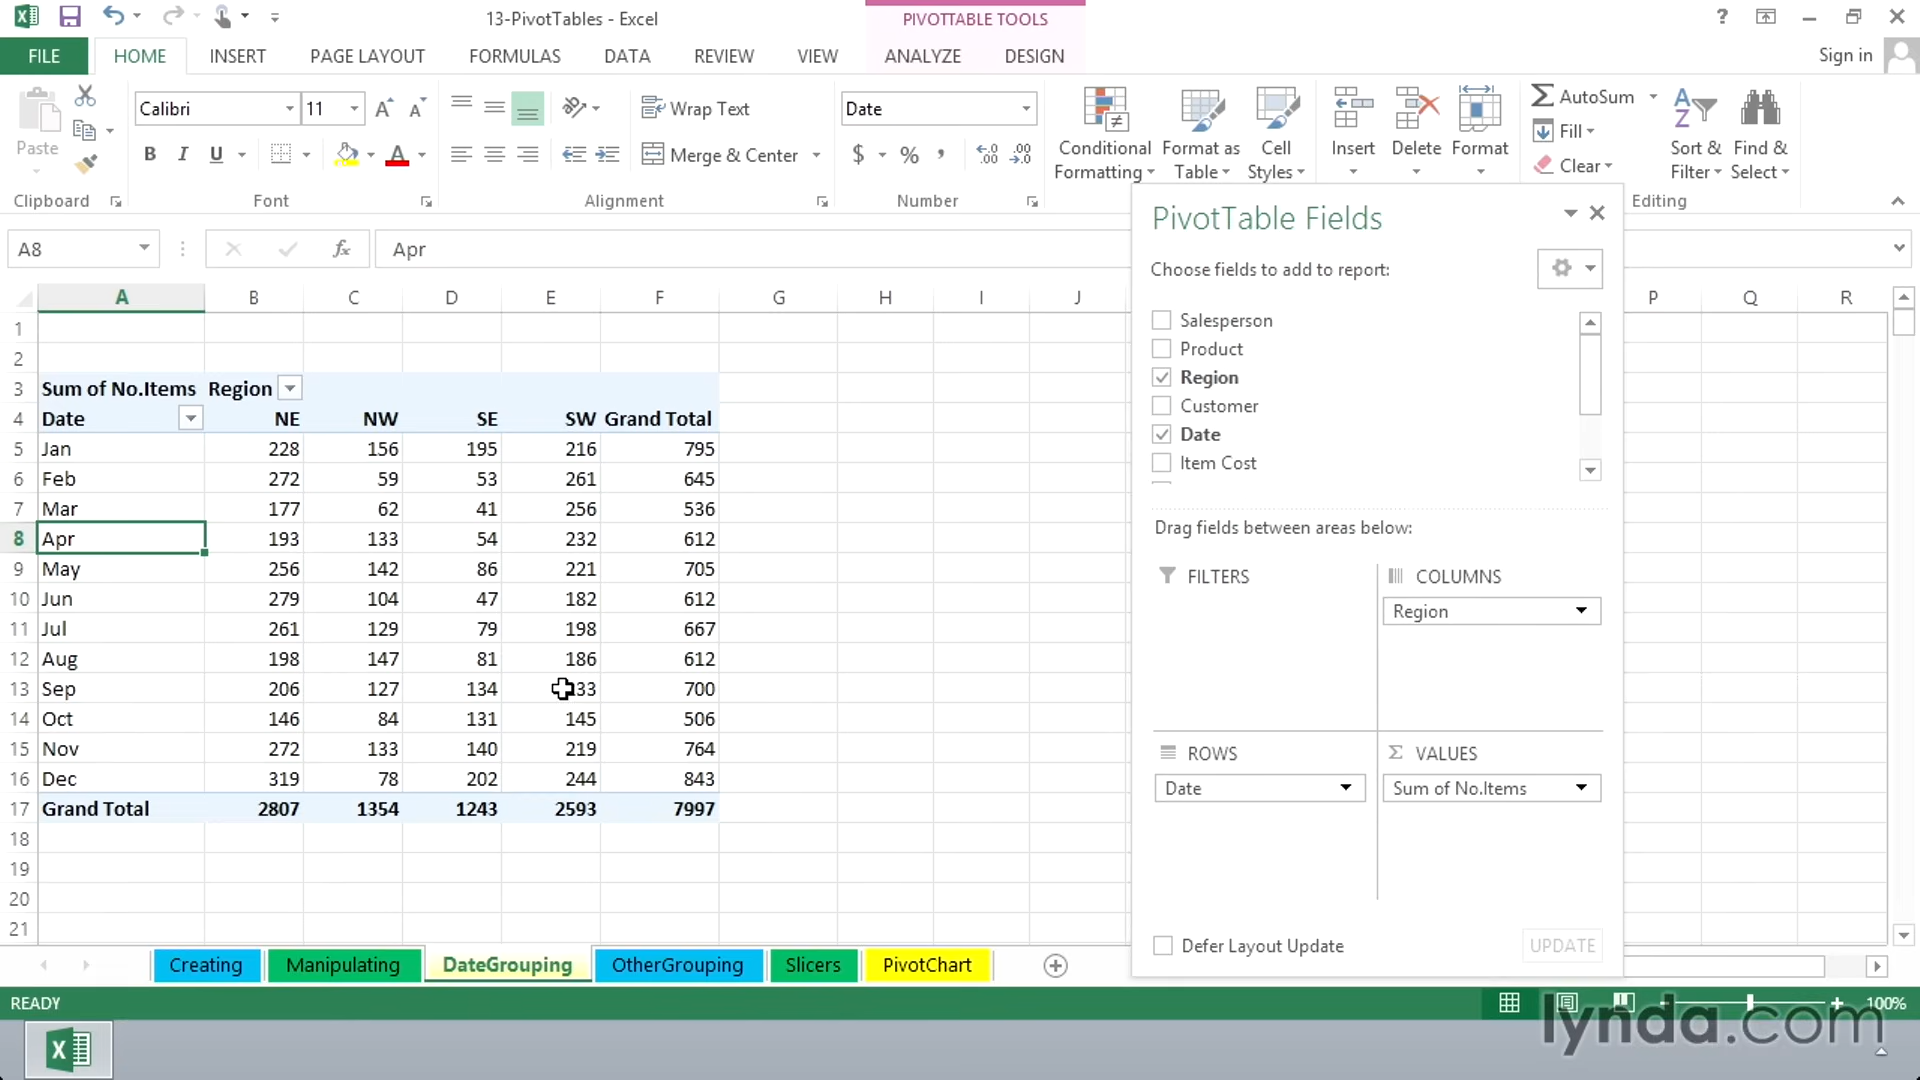 13-PivotTables - Excel
PIVOTTABLE TOOLS
?
FILE HOME INSERT PAGE LAYOUT FORMULAS DATA REVIEW VIEW ANALYZE DESIGN
Sign in
Paste
Calibri 11 A A
B I U A
Wrap Text
Merge & Center
Date
$ % , .00 .00
Conditional Formatting
Format as Table
Cell Styles
Insert
Delete
Format
AutoSum
Fill
Clear
Sort & Filter
Find & Select
Clipboard Font Alignment Number Editing
A8 fx Apr
A B C D E F G H I J P Q R
1
2
3 Sum of No.Items Region
4 Date NE NW SE SW Grand Total
5 Jan 228 156 195 216 795
6 Feb 272 59 53 261 645
7 Mar 177 62 41 256 536
8 Apr 193 133 54 232 612
9 May 256 142 86 221 705
10 Jun 279 104 47 182 612
11 Jul 261 129 79 198 667
12 Aug 198 147 81 186 612
13 Sep 206 127 134 33 700
14 Oct 146 84 131 145 506
15 Nov 272 133 140 219 764
16 Dec 319 78 202 244 843
17 Grand Total 2807 1354 1243 2593 7997
18
19
20
21
PivotTable Fields
Choose fields to add to report:
Salesperson
Product
Region
Customer
Date
Item Cost
Drag fields between areas below:
FILTERS
COLUMNS
Region
ROWS
Date
Σ VALUES
Sum of No.Items
Defer Layout Update
UPDATE
Creating Manipulating DateGrouping OtherGrouping Slicers PivotChart
READY
100%
lynda.com